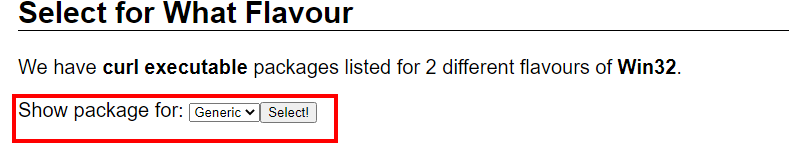 Select for What Flavour
We have curl executable packages listed for 2 different flavours of Win32.
Show package for: Generic Select!